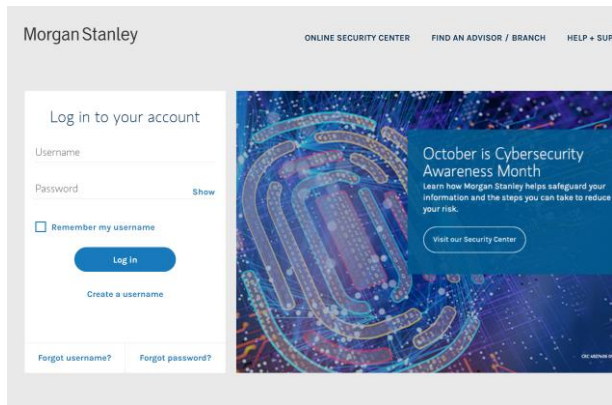 Morgan Stanley
ONLINE SECURITY CENTER FIND AN ADVISOR / BRANCH HELP + SUP
Log in to your account
Username
Password Show
Remember my username
Log in
Create a username
Forgot username? Forgot password?
October is Cybersecurity
Awareness Month
Learn how Morgan Stanley helps safeguard your
information and the steps you can take to reduce
your risk.
Visit our Security Center